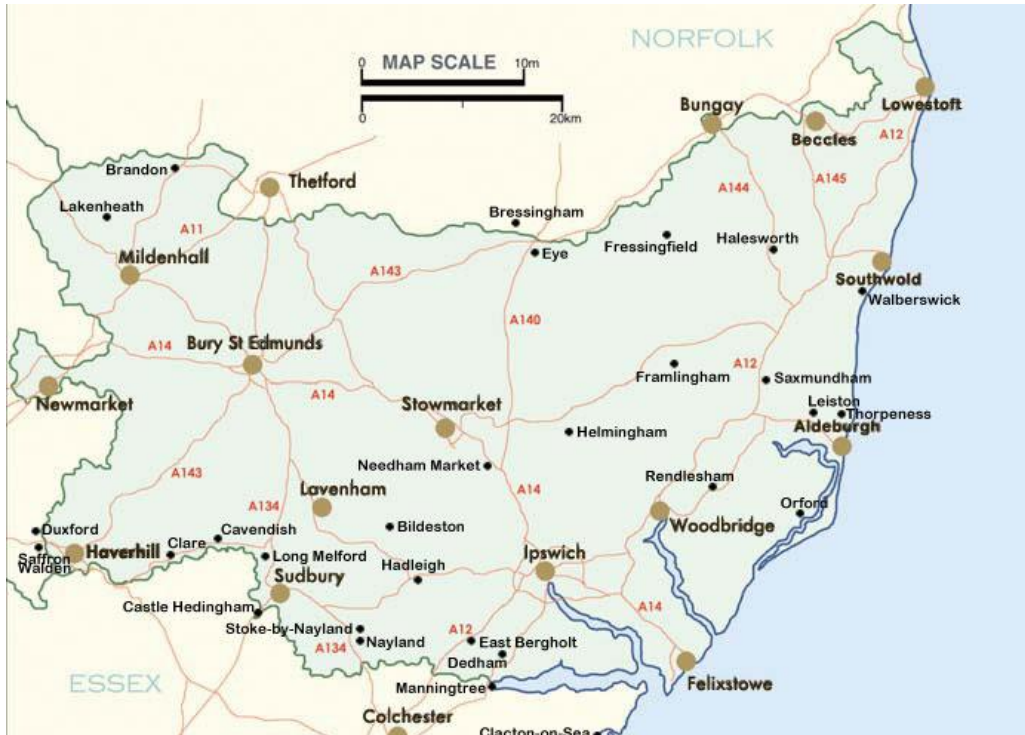 NORFOLK
0 MAP SCALE 10m
0 20km
Bungay
Lowestoft
Beccles
A12
Brandon
Thetford
A144
A145
Lakenheath
A11
Bressingham
Fressingfield
Halesworth
Mildenhall
A143
Eye
Southwold
Walberswick
A140
A14
Bury St Edmunds
A12
Framlingham
Saxmundham
Newmarket
A14
Stowmarket
Leiston
Thorpeness
Aldeburgh
Helmingham
Needham Market
A143
A14
Rendlesham
Lavenham
A134
Orford
Duxford
Cavendish
Bildeston
Woodbridge
Saffron
Walden
Haverhill
Clare
Long Melford
Ipswich
Hadleigh
Sudbury
Castle Hedingham
A14
Stoke-by-Nayland
A134
Nayland
A12
East Bergholt
Dedham
ESSEX
Manningtree
Felixstowe
Colchester
Clacton-on-Sea